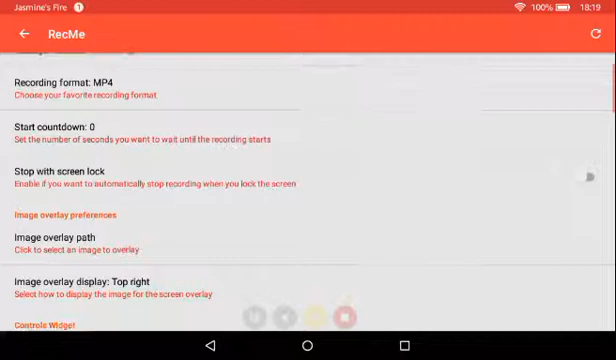 Jasmine's Fire 1 100% 18:19
RecMe
Recording format: MP4
Choose your favorite recording format
Start countdown: 0
Set the number of seconds you want to wait until the recording starts
Stop with screen lock
Enable if you want to automatically stop recording when you lock the screen
Image overlay preferences
Image overlay path
Click to select an image to overlay
Image overlay display: Top right
Select how to display the image for the screen overlay
Controls Widget